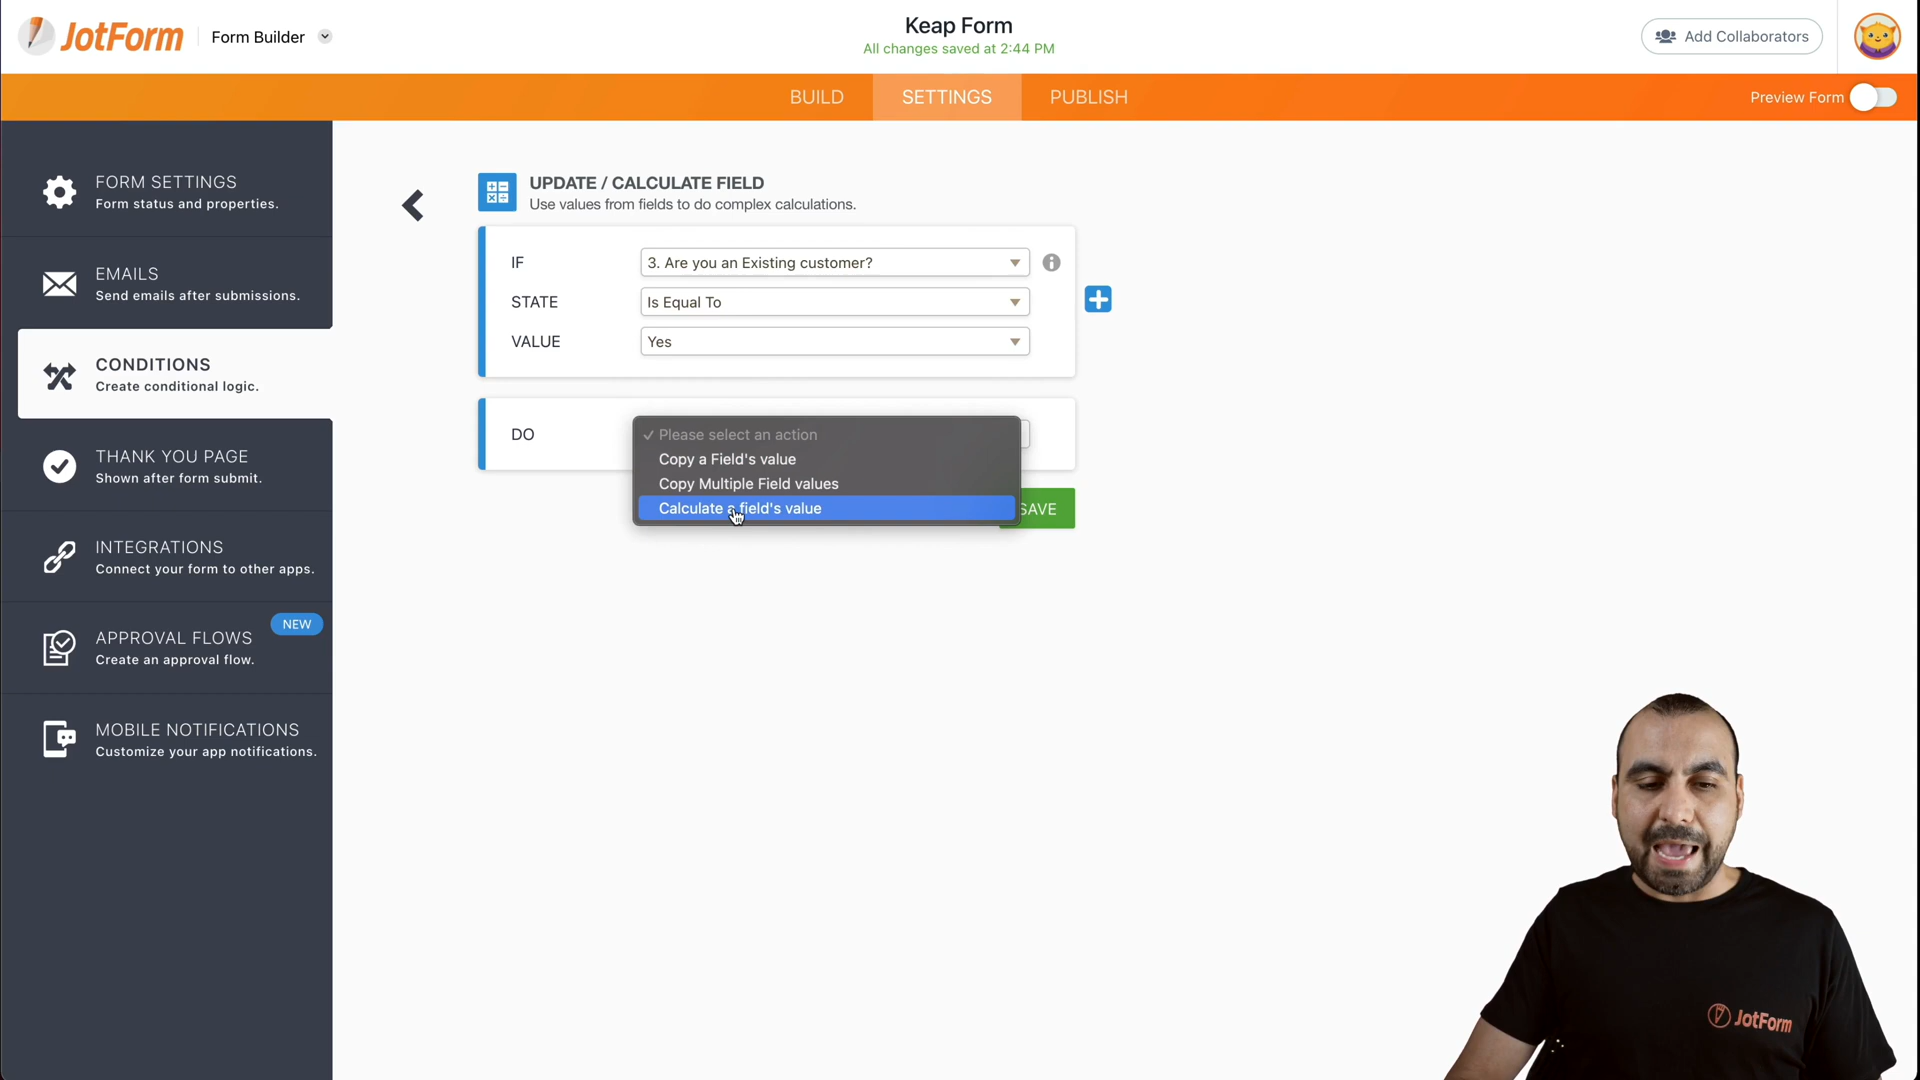 JotForm
Form Builder
Keap Form
All changes saved at 2:44 PM
Add Collaborators
BUILD
SETTINGS
PUBLISH
Preview Form
FORM SETTINGS
Form status and properties.
EMAILS
Send emails after submissions.
CONDITIONS
Create conditional logic.
THANK YOU PAGE
Shown after form submit.
INTEGRATIONS
Connect your form to other apps.
NEW
APPROVAL FLOWS
Create an approval flow.
MOBILE NOTIFICATIONS
Customize your app notifications.
UPDATE / CALCULATE FIELD
Use values from fields to do complex calculations.
IF
3. Are you an Existing customer?
STATE
Is Equal To
VALUE
Yes
DO
Please select an action
Copy a Field's value
Copy Multiple Field values
Calculate a field's value
SAVE
JotForm